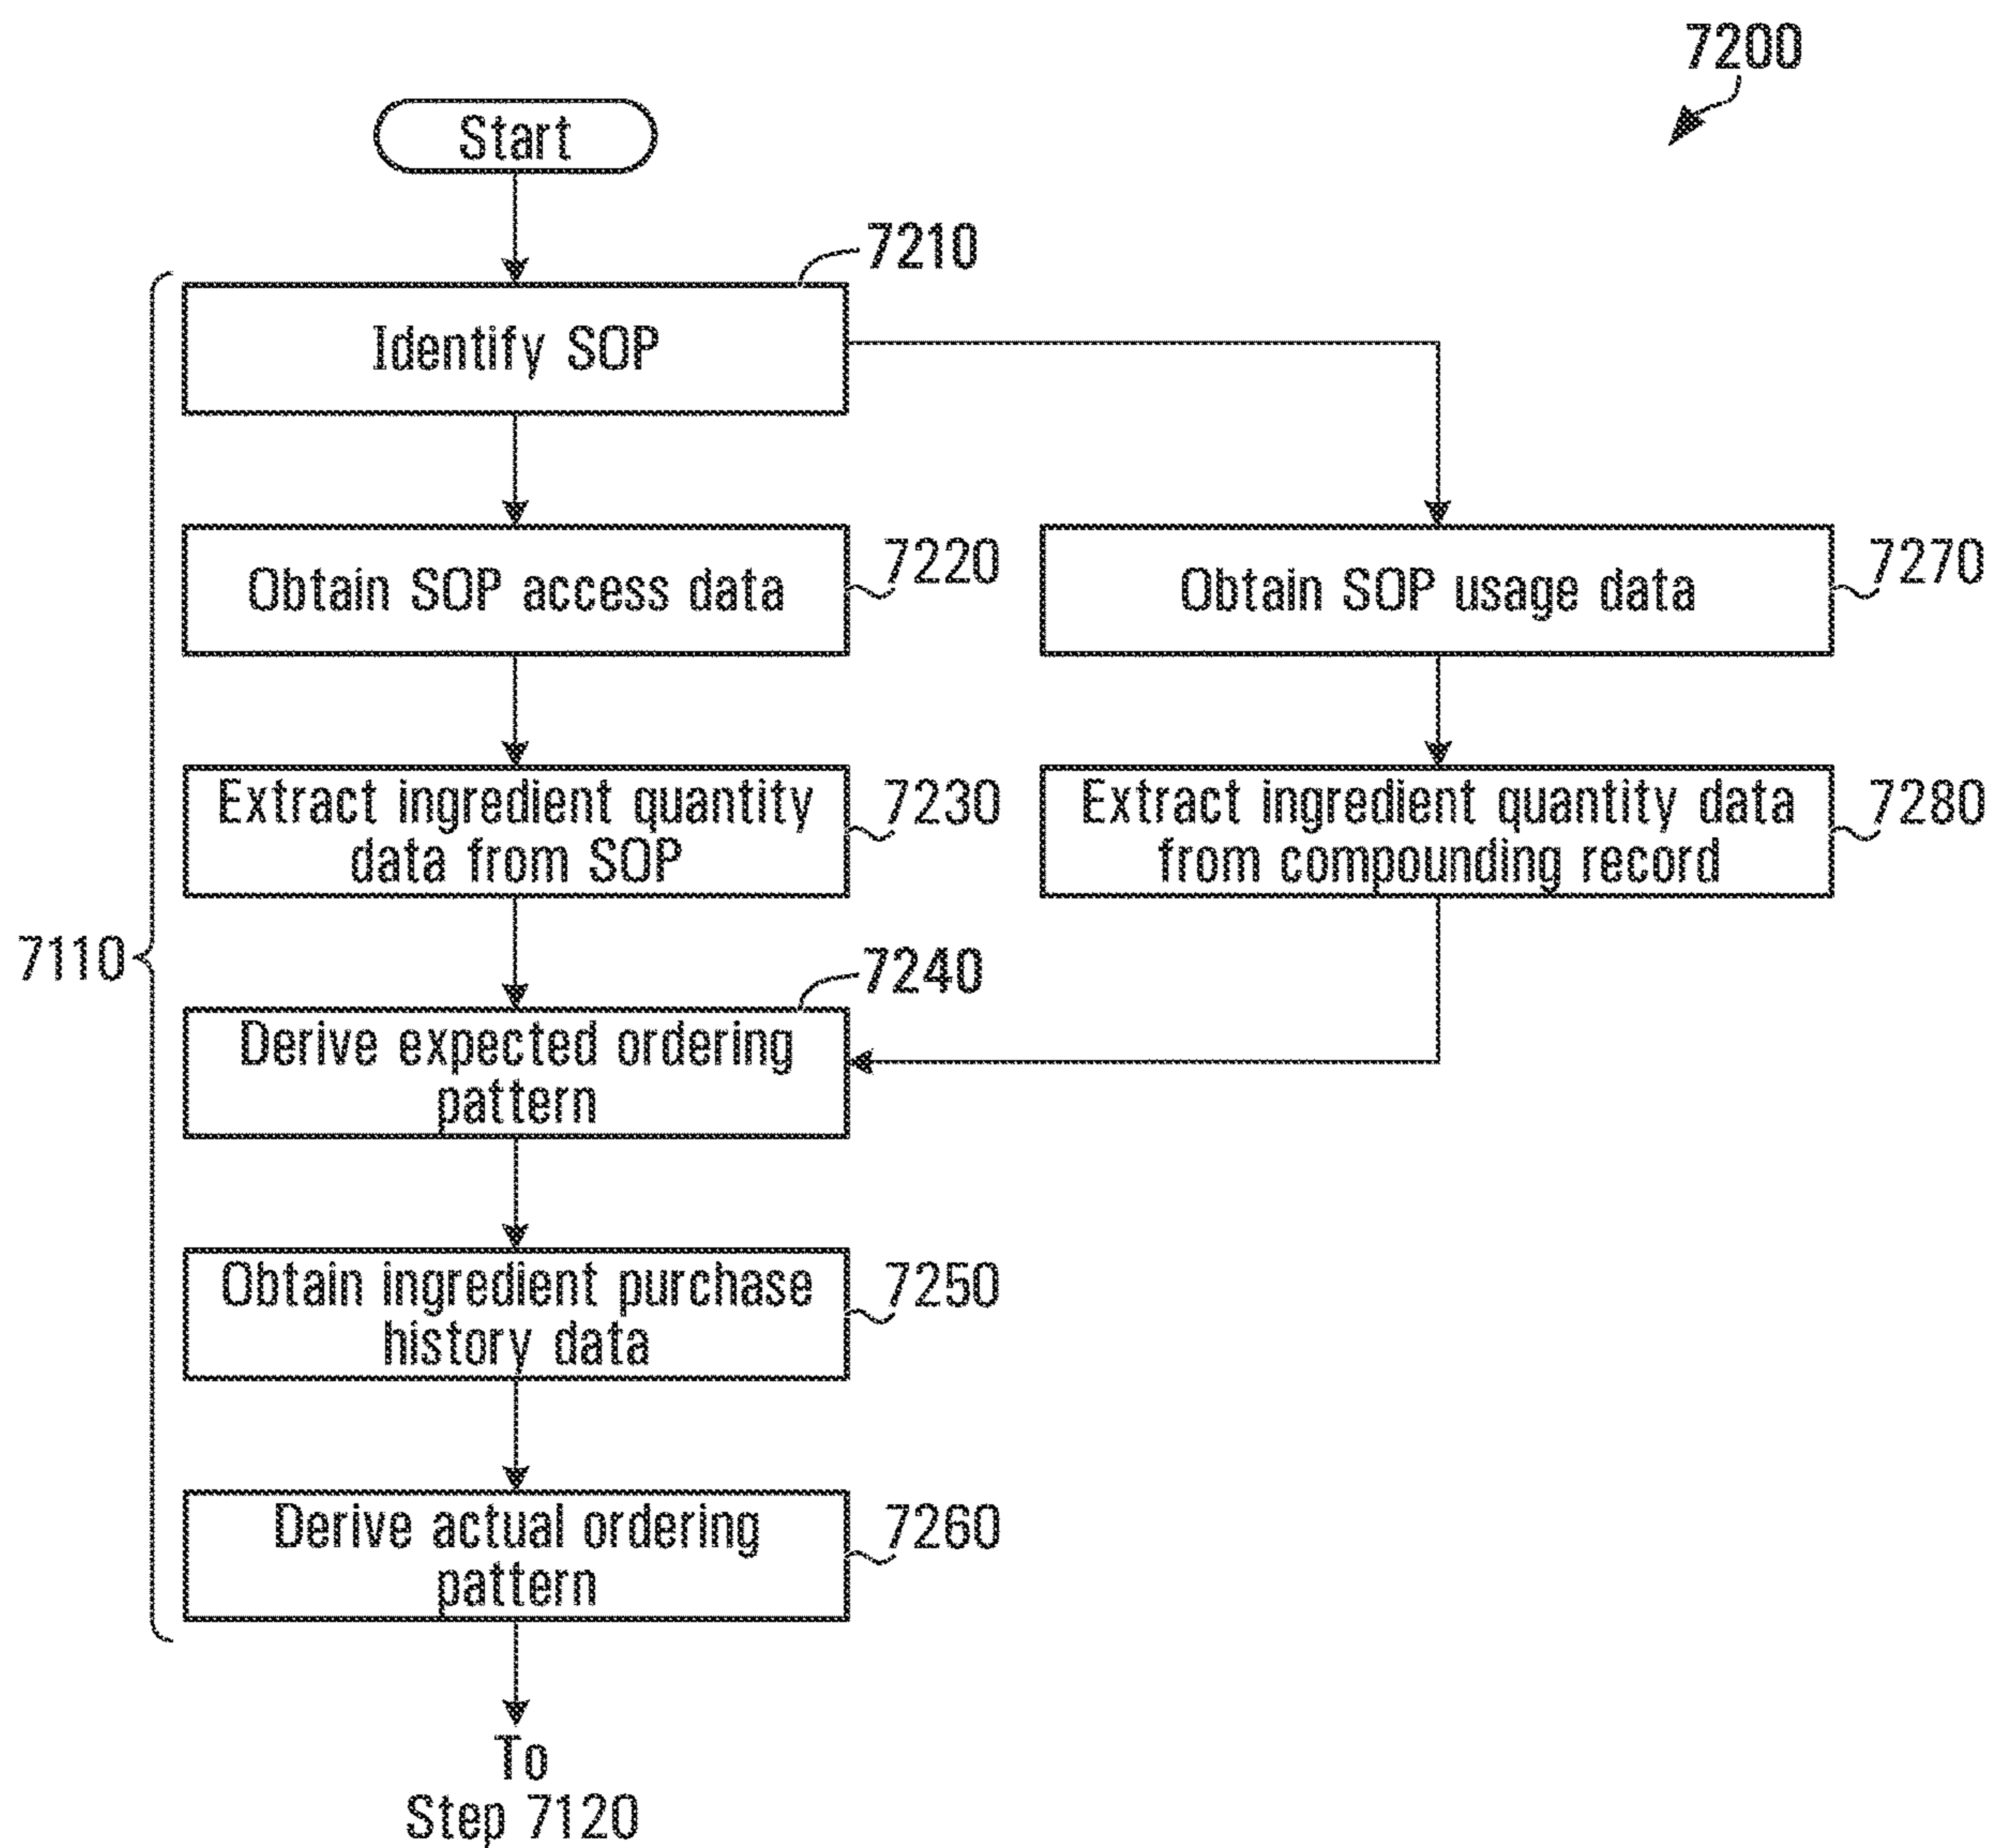 7200
Start
7210
Identify SOP
Obtain SOP access data
7220
Obtain SOP usage data
7270
Extract ingredient quantity
data from SOP
7230
Extract ingredient quantity data
from compounding record
7280
7110
7240
Derive expected ordering
pattern
Obtain ingredient purchase
history data
7250
Derive actual ordering
pattern
7260
To
Step 7120